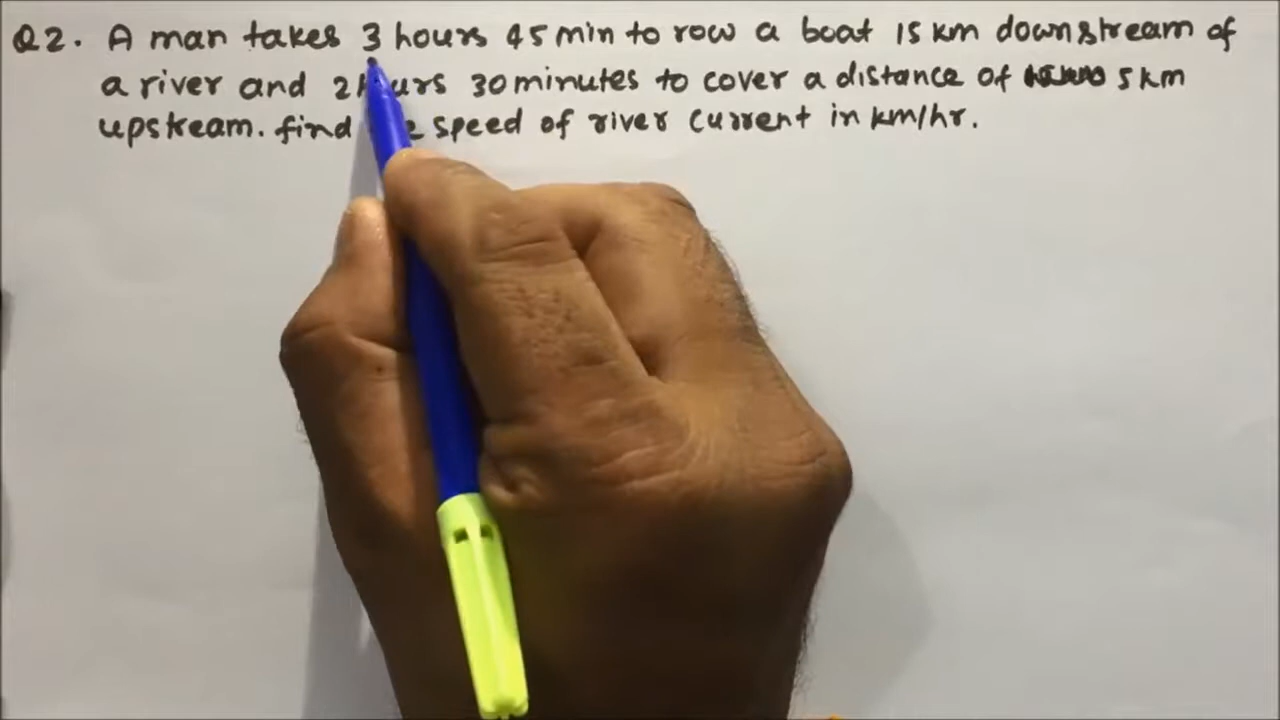 Q2. A man takes 3 hours 45 min to row a boat 15 km downstream of
a river and 2 hours 30 minutes to cover a distance of 5 km
upstream. find speed of river current in km/hr.